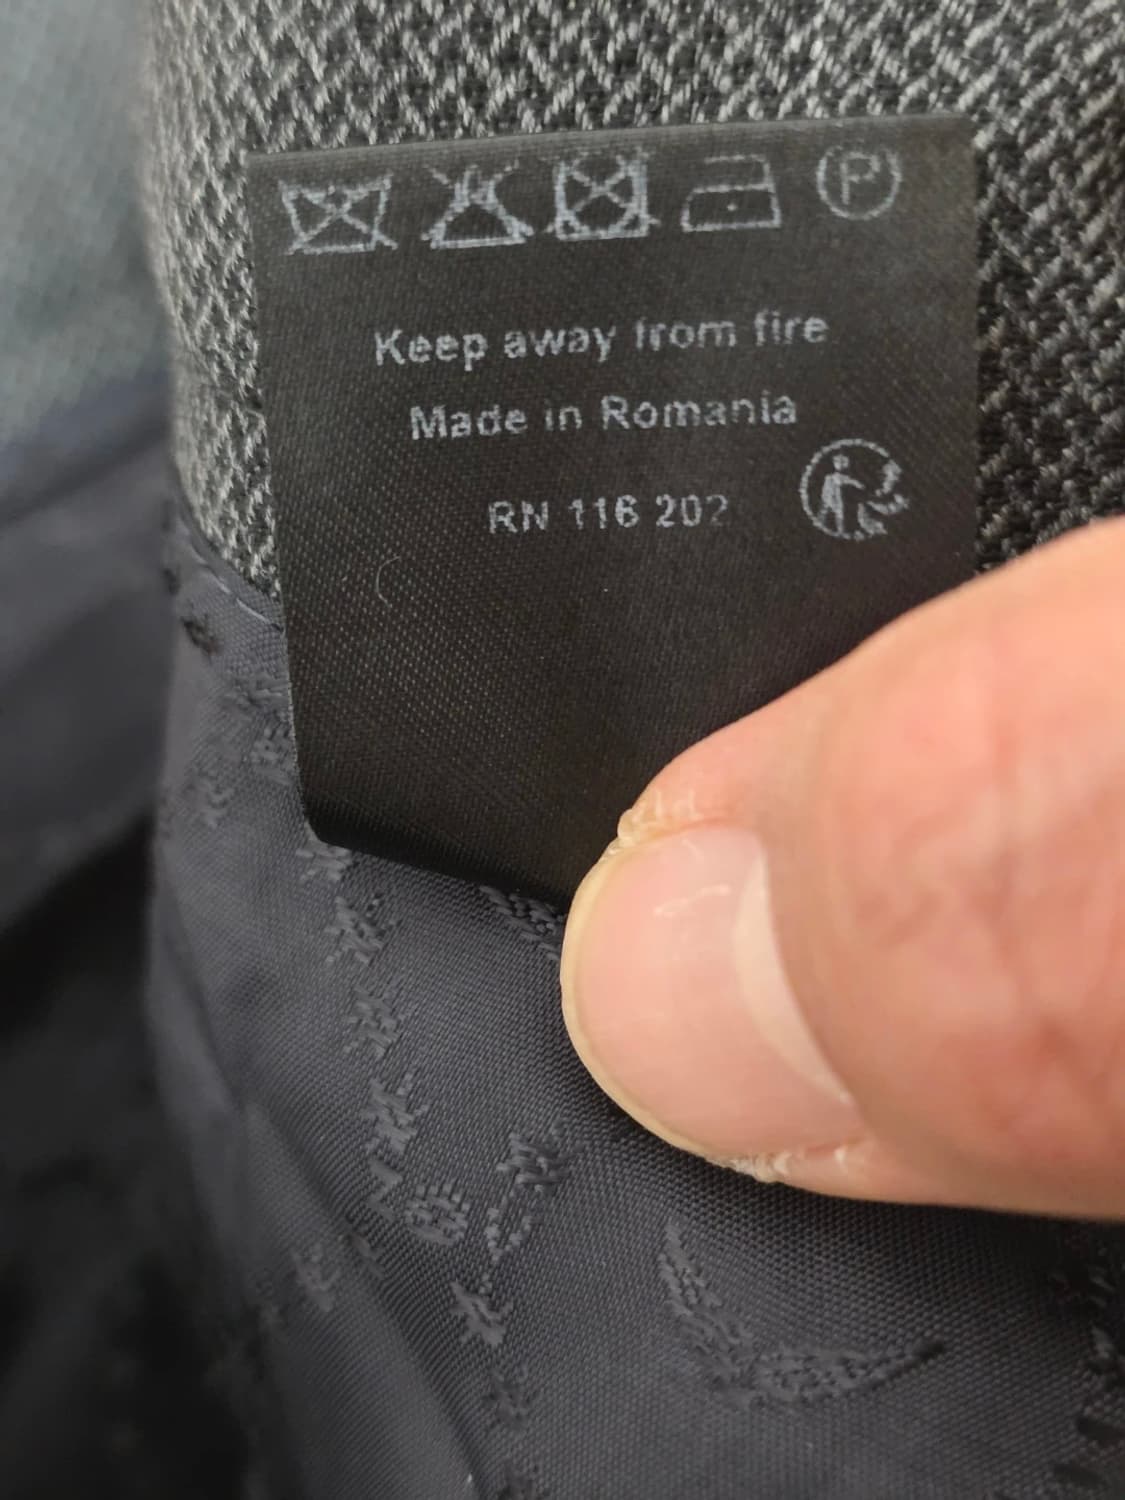 P
Keep away from fire
Made in Romania
RN 116 202